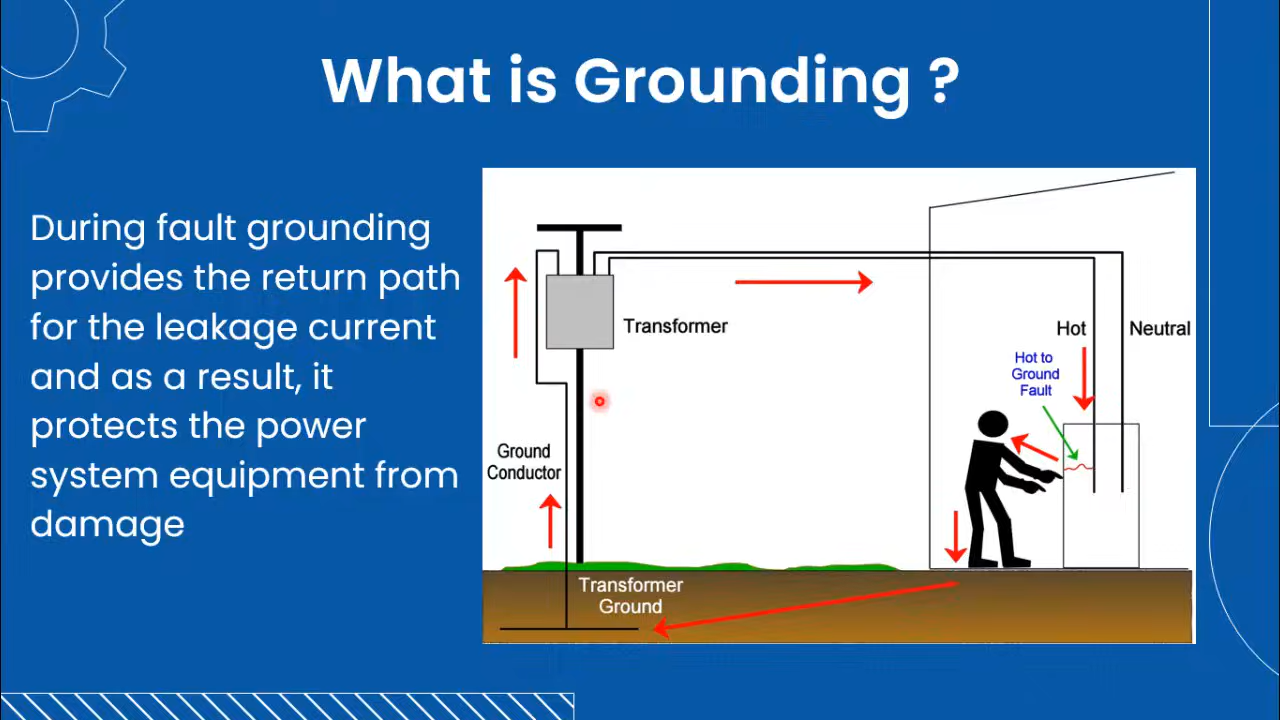 What is Grounding ?
During fault grounding
provides the return path
for the leakage current
and as a result, it
protects the power
system equipment from
damage
Transformer
Hot
Neutral
Hot to
Ground
Fault
Ground
Conductor
Transformer
Ground